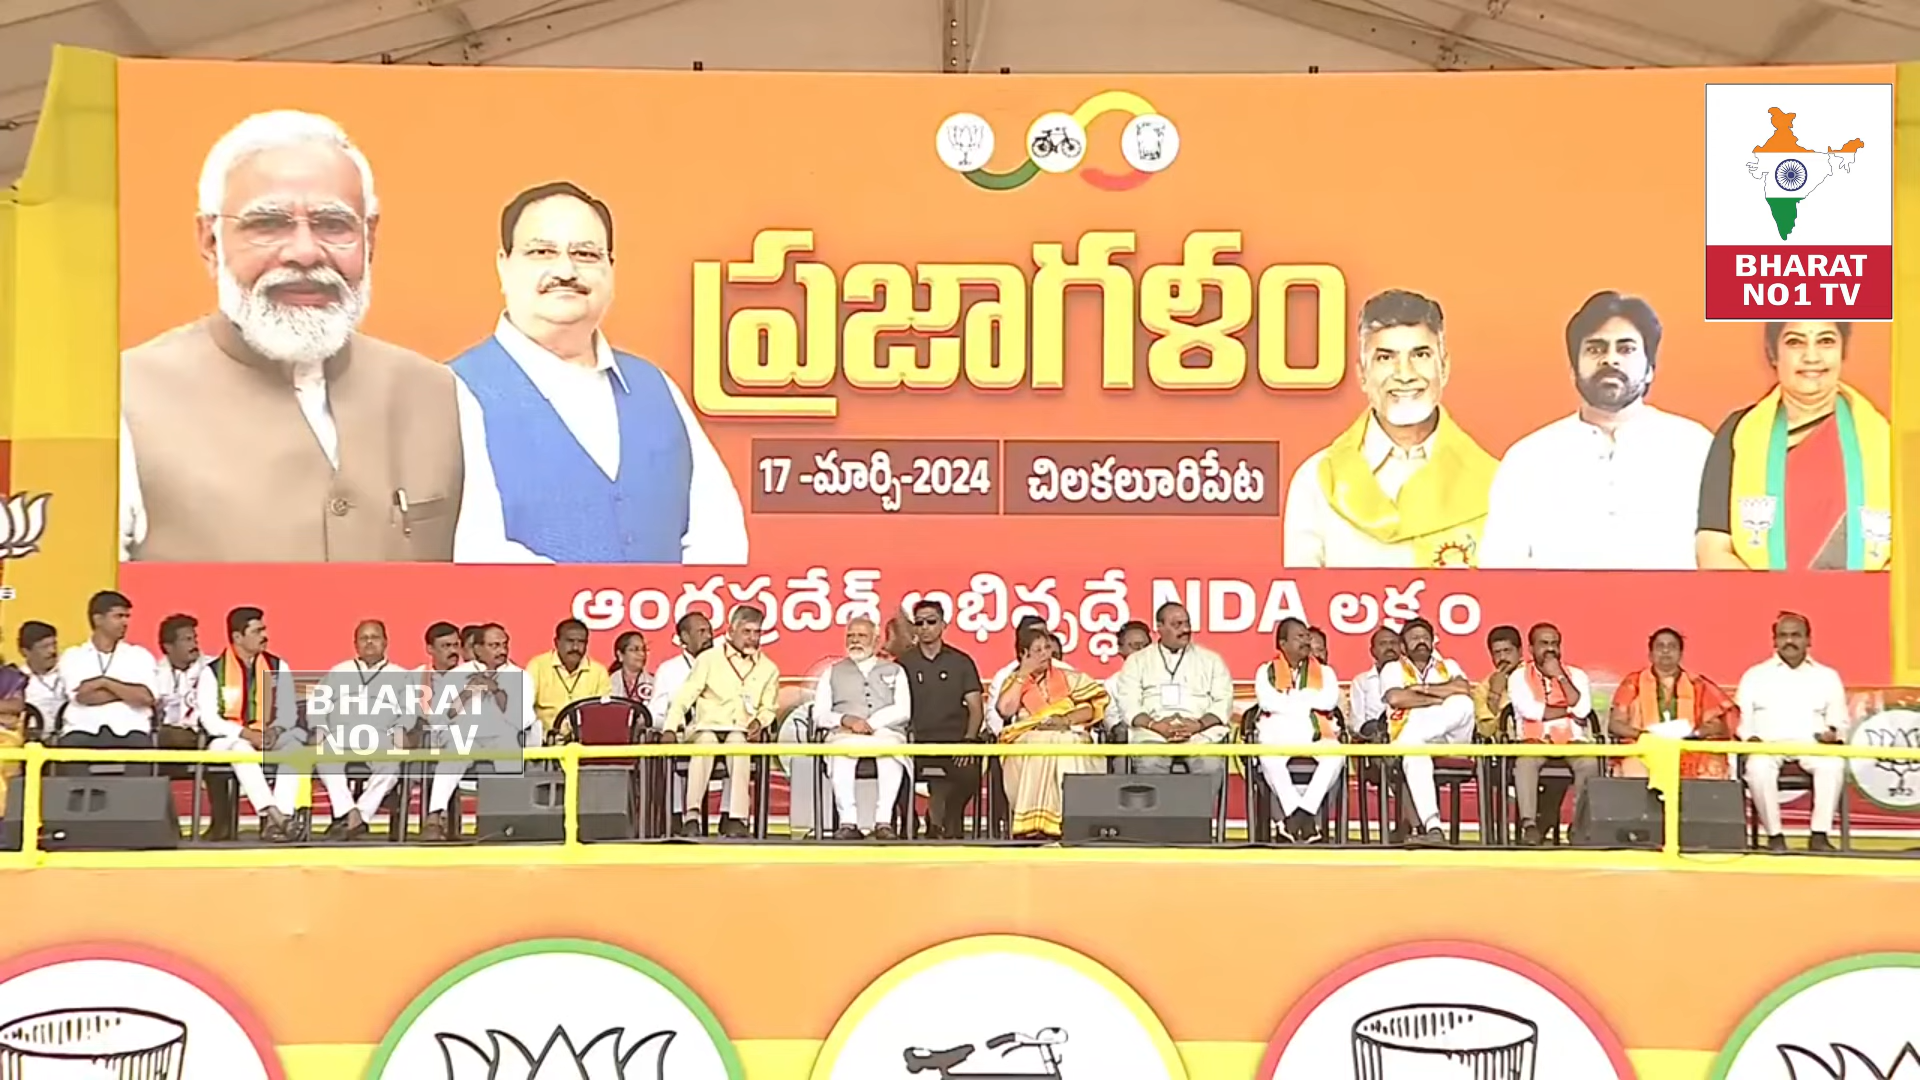 BHARAT
NO1 TV
ప్రజాగళం
17 -మార్చి-2024
చిలకలూరిపేట
ఆంధ్రప్రదేశ్ అభివృద్ధే NDA లక్ష్యం
BHARAT
NO1 TV